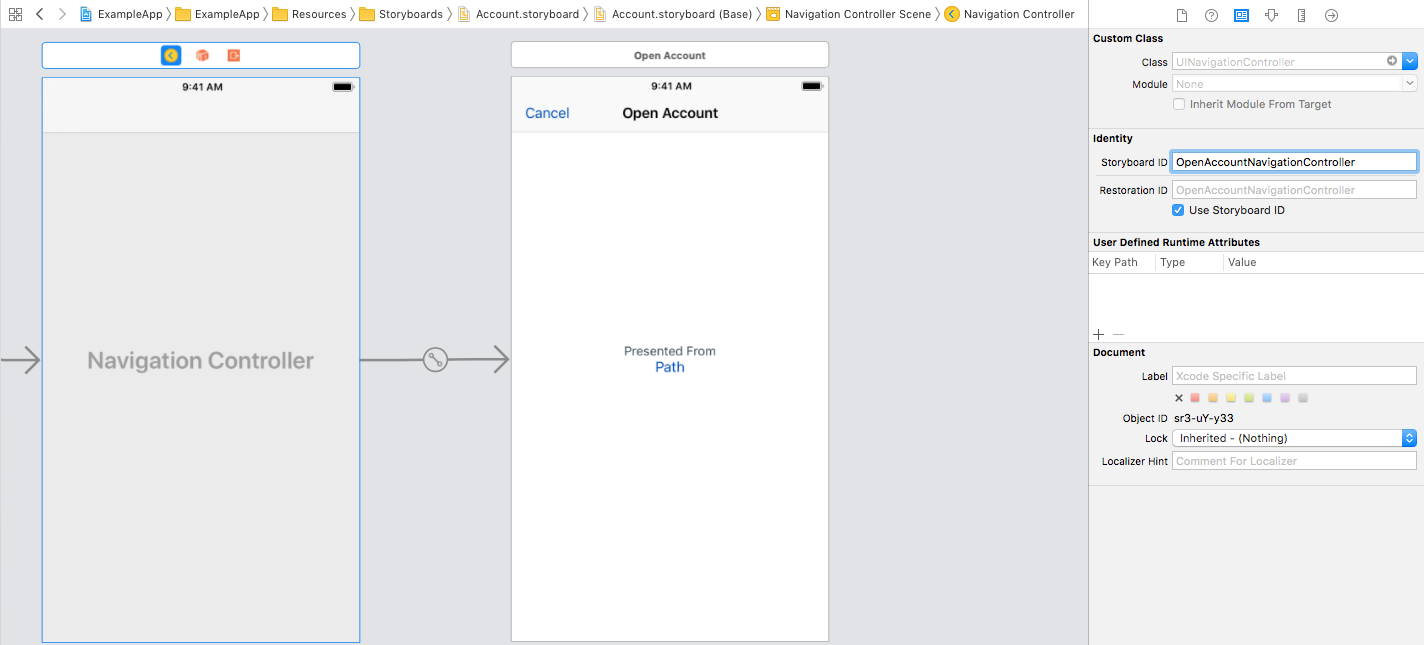 ExampleApp ExampleApp Resources Storyboards Account.storyboard Account.storyboard (Base) Navigation Controller Scene Navigation Controller
9:41 AM
Navigation Controller
Open Account
9:41 AM
Cancel Open Account
Presented From
Path
Custom Class
Class UINavigationController
Module None
Inherit Module From Target
Identity
Storyboard ID OpenAccountNavigationController
Restoration ID OpenAccountNavigationController
Use Storyboard ID
User Defined Runtime Attributes
Key Path Type Value
Document
Label Xcode Specific Label
Object ID sr3-uY-y33
Lock Inherited - (Nothing)
Localizer Hint Comment For Localizer